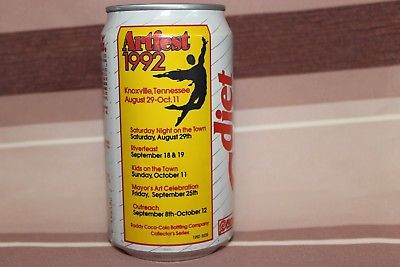 Artfest
1992
Knoxville, Tennessee
August 29-Oct. 11
Saturday Night on the Town
Saturday, August 29th
Riverfeast
September 18 & 19
Kids on the Town
Sunday, October 11
Mayor's Art Celebration
Friday, September 25th
Outreach
September 8th-October 12
Roddy Coca-Cola Bottling Company
Collector's Series
diet